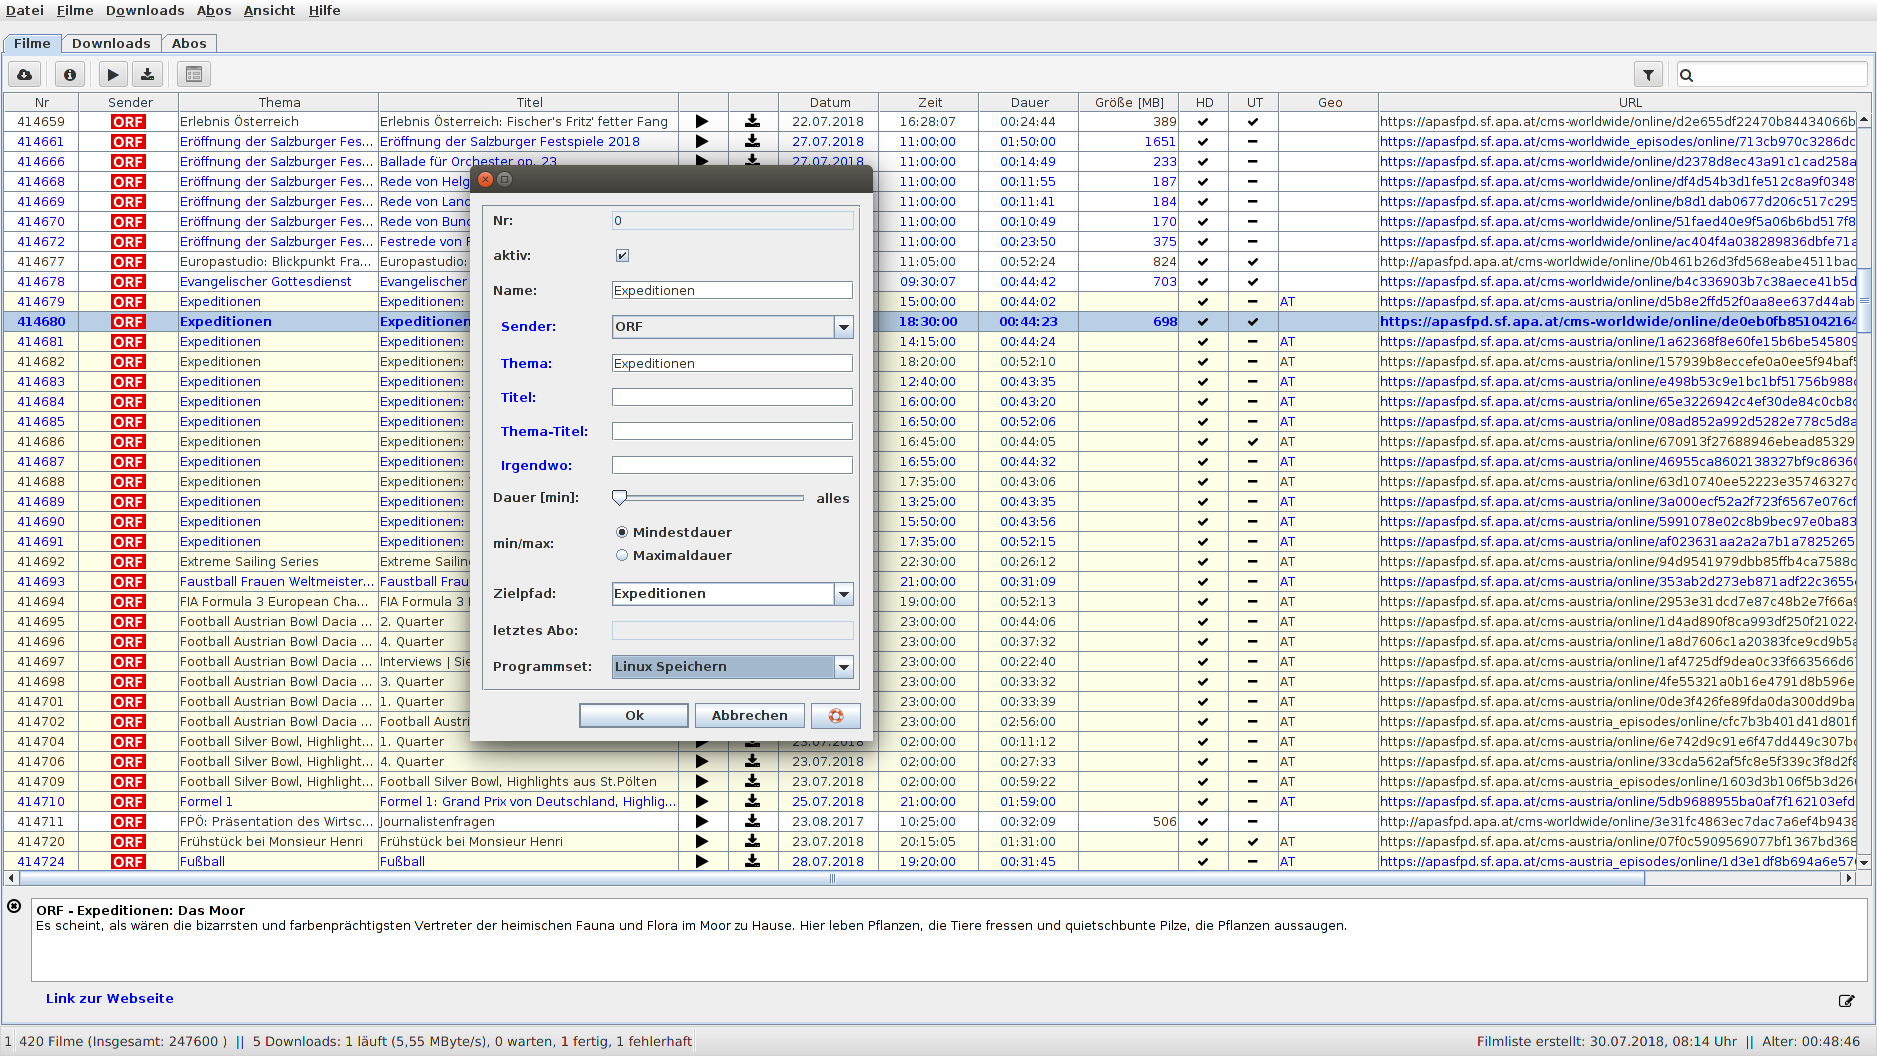 Datei Filme Downloads Abos Ansicht Hilfe
Filme Downloads Abos
Nr Sender Thema Titel Datum Zeit Dauer Größe [MB] HD UT Geo URL
414659 ORF Erlebnis Österreich Erlebnis Österreich: Fischer's Fritz' fetter Fang 22.07.2018 16:28:07 00:24:44 389 https://apasfpd.sf.apa.at/cms-worldwide/online/d2e655df22470b84434066b
414661 ORF Eröffnung der Salzburger Fes... Eröffnung der Salzburger Festspiele 2018 27.07.2018 11:00:00 01:50:00 1651 https://apasfpd.sf.apa.at/cms-worldwide_episodes/online/713cb970c3286dc
414666 ORF Eröffnung der Salzburger Fes... Ballade für Orchester op. 23 27.07.2018 11:00:00 00:14:49 233 https://apasfpd.sf.apa.at/cms-worldwide/online/d2378d8ec43a91c1cad258a
414668 ORF Eröffnung der Salzburger Fes... Rede von Helg 11:00:00 00:11:55 187 https://apasfpd.sf.apa.at/cms-worldwide/online/df4d54b3d1fe512c8a9f0348
414669 ORF Eröffnung der Salzburger Fes... Rede von Land 11:00:00 00:11:41 184 https://apasfpd.sf.apa.at/cms-worldwide/online/b8d1dab0677d206c517c295
414670 ORF Eröffnung der Salzburger Fes... Rede von Bund 11:00:00 00:10:49 170 https://apasfpd.sf.apa.at/cms-worldwide/online/51faed40e9f5a06b6bd517f8
414672 ORF Eröffnung der Salzburger Fes... Festrede von 11:00:00 00:23:50 375 https://apasfpd.sf.apa.at/cms-worldwide/online/ac404f4a038289836dbfe71a
414677 ORF Europastudio: Blickpunkt Fra... Europastudio: 11:05:00 00:52:24 824 http://apasfpd.apa.at/cms-worldwide/online/0b461b26d3fd568eabe4511bac
414678 ORF Evangelischer Gottesdienst Evangelischer 09:30:07 00:44:42 703 https://apasfpd.sf.apa.at/cms-worldwide/online/b4c336903b7c38aece41b5d
414679 ORF Expeditionen Expeditionen: 15:00:00 00:44:02 AT https://apasfpd.sf.apa.at/cms-austria/online/d5b8e2ffd52f0aa8ee637d44ab
414680 ORF Expeditionen Expeditionen 18:30:00 00:44:23 698 https://apasfpd.sf.apa.at/cms-worldwide/online/de0eb0fb851042164
414681 ORF Expeditionen Expeditionen: 14:15:00 00:44:24 AT https://apasfpd.sf.apa.at/cms-austria/online/1a62368f8e60fe15b6be545809
414682 ORF Expeditionen Expeditionen: 18:20:00 00:52:10 AT https://apasfpd.sf.apa.at/cms-austria/online/157939b8eccefe0a0ee5f94baf5
414683 ORF Expeditionen Expeditionen: 12:40:00 00:43:35 AT https://apasfpd.sf.apa.at/cms-austria/online/e498b53c9e1bc1bf51756b988c
414684 ORF Expeditionen Expeditionen: 16:00:00 00:43:20 AT https://apasfpd.sf.apa.at/cms-austria/online/65e3226942c4ef30de84c0cb8c
414685 ORF Expeditionen Expeditionen: 16:50:00 00:52:06 AT https://apasfpd.sf.apa.at/cms-austria/online/08ad852a992d5282e778c5d8a
414686 ORF Expeditionen Expeditionen: 16:45:00 00:44:05 AT https://apasfpd.sf.apa.at/cms-austria/online/670913f27688946ebead85329
414687 ORF Expeditionen Expeditionen: 16:55:00 00:44:32 AT https://apasfpd.sf.apa.at/cms-austria/online/46955ca8602138327bf9c8636
414688 ORF Expeditionen Expeditionen: 17:35:00 00:43:06 AT https://apasfpd.sf.apa.at/cms-austria/online/63d10740ee52223e35746327
414689 ORF Expeditionen Expeditionen: 13:25:00 00:43:35 AT https://apasfpd.sf.apa.at/cms-austria/online/3a000ecf52a2f723f6567e076cf
414690 ORF Expeditionen Expeditionen: 15:50:00 00:43:56 AT https://apasfpd.sf.apa.at/cms-austria/online/5991078e02c8b9bec97e0ba83
414691 ORF Expeditionen Expeditionen: 17:35:00 00:52:15 AT https://apasfpd.sf.apa.at/cms-austria/online/af023631aa2a2a7b1a7825265
414692 ORF Extreme Sailing Series Extreme Sailin 22:30:00 00:26:12 AT https://apasfpd.sf.apa.at/cms-austria/online/94d9541979dbb85ffb4ca7588
414693 ORF Faustball Frauen Weltmeister... Faustball Frau 21:00:00 00:31:09 AT https://apasfpd.sf.apa.at/cms-austria/online/353ab2d273eb871adf22c3655
414694 ORF FIA Formula 3 European Cha... FIA Formula 3 19:00:00 00:52:13 AT https://apasfpd.sf.apa.at/cms-austria/online/2953e31dcd7e87c48b2e7f66a
414695 ORF Football Austrian Bowl Dacia ... 2. Quarter 23:00:00 00:44:06 AT https://apasfpd.sf.apa.at/cms-austria/online/1d4ad890f8ca993df250f21022
414696 ORF Football Austrian Bowl Dacia ... 4. Quarter 23:00:00 00:37:32 AT https://apasfpd.sf.apa.at/cms-austria/online/1a8d7606c1a20383fce9cd9b5a
414697 ORF Football Austrian Bowl Dacia ... Interviews | Sie 23:00:00 00:22:40 AT https://apasfpd.sf.apa.at/cms-austria/online/1af4725df9dea0c33f663566d6
414698 ORF Football Austrian Bowl Dacia ... 3. Quarter 23:00:00 00:33:32 AT https://apasfpd.sf.apa.at/cms-austria/online/4fe55321a0b16e4791d8b596e
414701 ORF Football Austrian Bowl Dacia ... 1. Quarter 23:00:00 00:33:39 AT https://apasfpd.sf.apa.at/cms-austria/online/0de3f426fe89fda0da300dd9ba
414702 ORF Football Austrian Bowl Dacia ... Football Austri 23:00:00 02:56:00 AT https://apasfpd.sf.apa.at/cms-austria_episodes/online/cfc7b3b401d41d801f
414704 ORF Football Silver Bowl, Highlight... 1. Quarter 23.07.2018 02:00:00 00:11:12 AT https://apasfpd.sf.apa.at/cms-austria/online/6e742d9c91e6f47dd449c307b
414706 ORF Football Silver Bowl, Highlight... 4. Quarter 23.07.2018 02:00:00 00:27:33 AT https://apasfpd.sf.apa.at/cms-austria/online/33cda562af5fc8e5f339c3f8d2f
414709 ORF Football Silver Bowl, Highlight... Football Silver Bowl, Highlights aus St.Pölten 23.07.2018 02:00:00 00:59:22 AT https://apasfpd.sf.apa.at/cms-austria_episodes/online/1603d3b106f5b3d26
414710 ORF Formel 1 Formel 1: Grand Prix von Deutschland, Highlig... 25.07.2018 21:00:00 01:59:00 AT https://apasfpd.sf.apa.at/cms-austria/online/5db9688955ba0af7f162103efd
414711 ORF FPÖ: Präsentation des Wirtsc... Journalistenfragen 23.08.2017 10:25:00 00:32:09 506 http://apasfpd.apa.at/cms-worldwide/online/3e31fc4863ec7dac7a6ef4b9438
414720 ORF Frühstück bei Monsieur Henri Frühstück bei Monsieur Henri 23.07.2018 20:15:05 01:31:00 AT https://apasfpd.sf.apa.at/cms-austria/online/07f0c5909569077bf1367bd368
414724 ORF Fußball Fußball 28.07.2018 19:20:00 00:31:45 AT https://apasfpd.sf.apa.at/cms-austria_episodes/online/1d3e1df8b694a6e57
Nr: 0
aktiv:
Name: Expeditionen
Sender: ORF
Thema: Expeditionen
Titel:
Thema-Titel:
Irgendwo:
Dauer [min]: alles
min/max: Mindestdauer
Maximaldauer
Zielpfad: Expeditionen
letztes Abo:
Programmset: Linux Speichern
Ok Abbrechen
ORF - Expeditionen: Das Moor
Es scheint, als wären die bizarrsten und farbenprächtigsten Vertreter der heimischen Fauna und Flora im Moor zu Hause. Hier leben Pflanzen, die Tiere fressen und quietschbunte Pilze, die Pflanzen aussaugen.
Link zur Webseite
1 420 Filme (Insgesamt: 247600 ) || 5 Downloads: 1 läuft (5,55 MByte/s), 0 warten, 1 fertig, 1 fehlerhaft Filmliste erstellt: 30.07.2018, 08:14 Uhr || Alter: 00:48:46